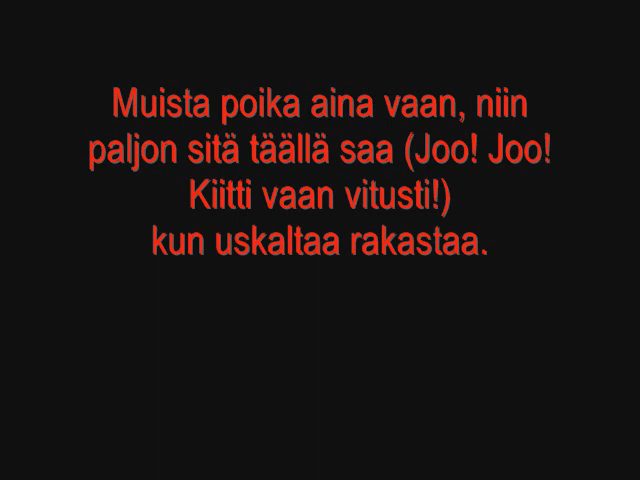 Muista poika aina vaan, niin
paljon sitä täällä saa (Joo! Joo!
Kiitti vaan vitusti!)
kun uskaltaa rakastaa.